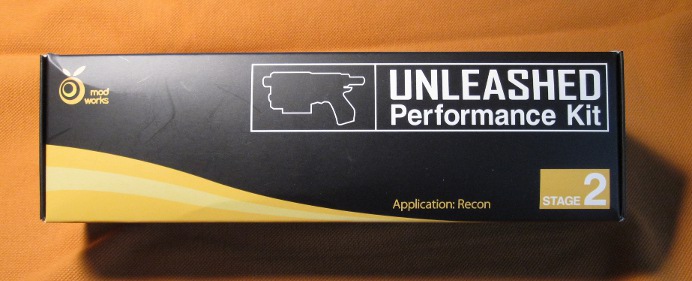 mod
works
UNLEASHED
Performance Kit
Application: Recon
STAGE 2